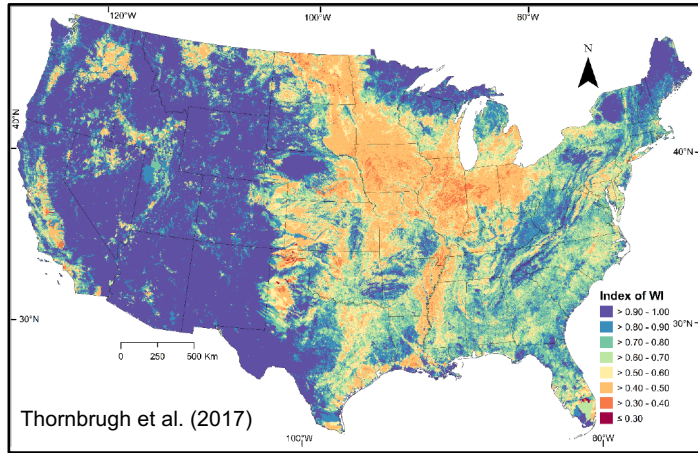 120°W
100°W
80°W
N
40°N
40°N
Index of WI
> 0.90 - 1.00
> 0.80 - 0.90
> 0.70 - 0.80
> 0.60 - 0.70
> 0.50 - 0.60
> 0.40 - 0.50
> 0.30 - 0.40
≤ 0.30
30°N
30°N
0 250 500 Km
Thornbrugh et al. (2017)
100°W
80°W